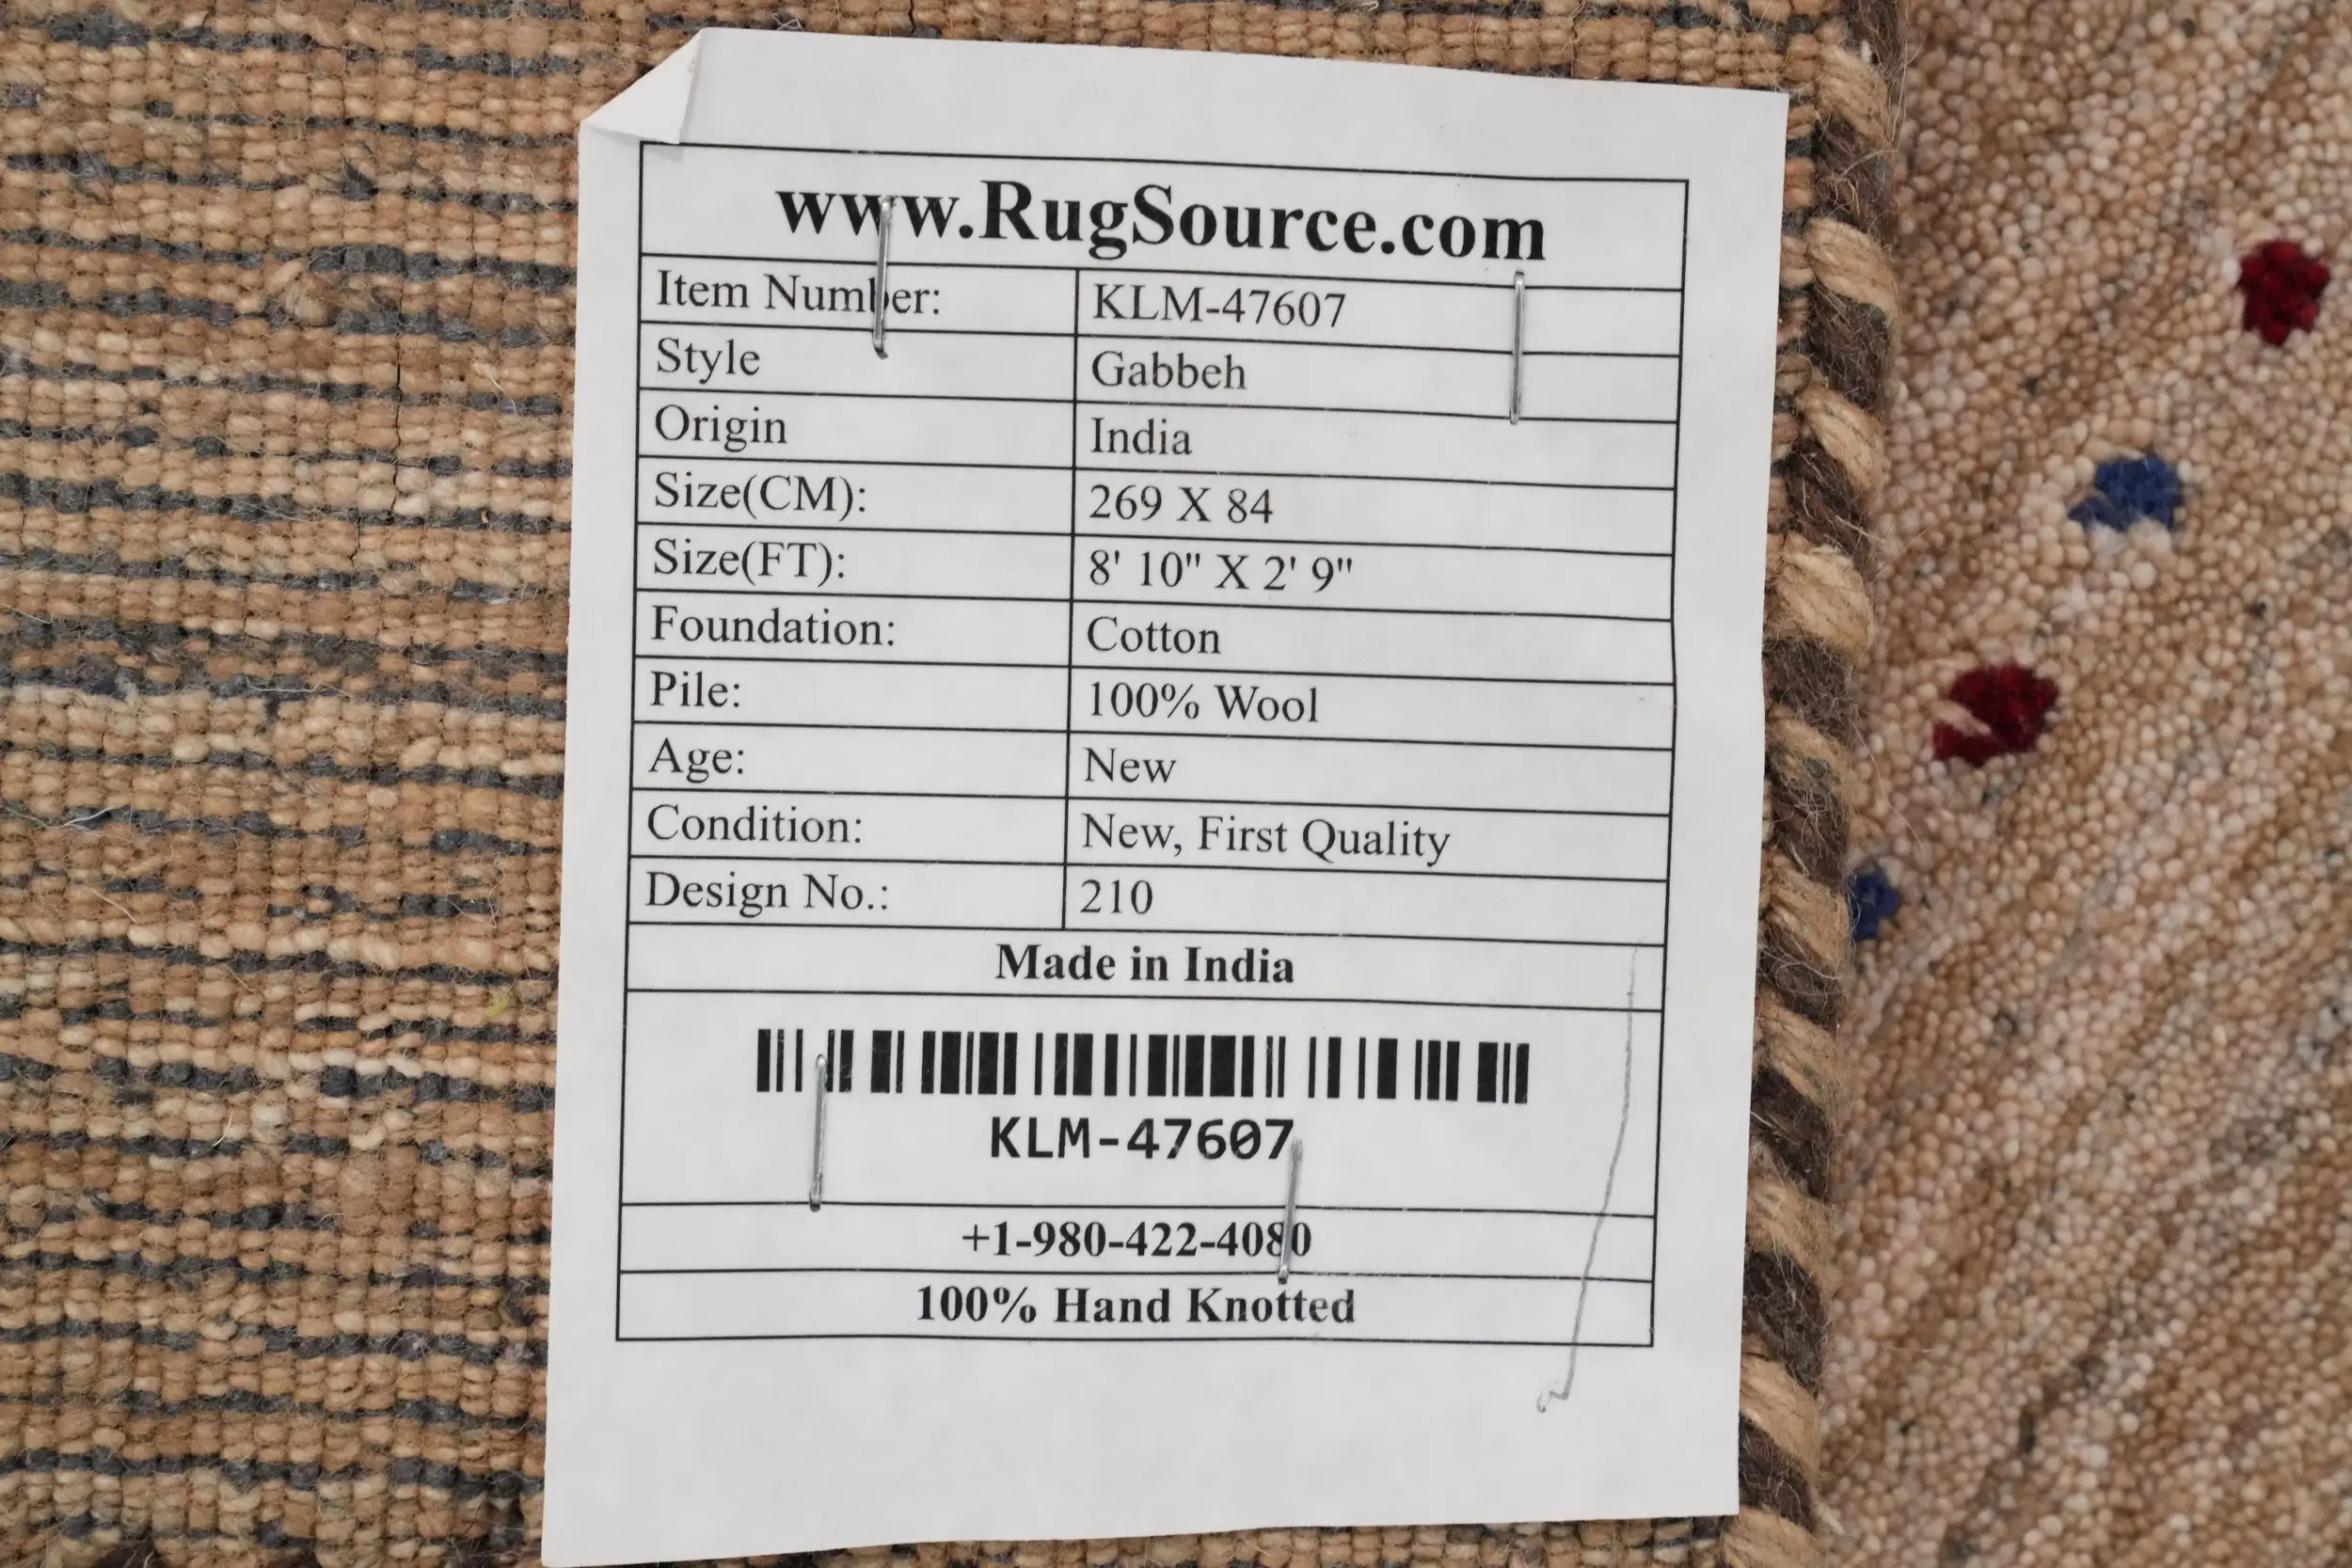 www.RugSource.com
Item Number: KLM-47607
Style Gabbeh
Origin India
Size(CM): 269 X 84
Size(FT): 8' 10" X 2' 9"
Foundation: Cotton
Pile: 100% Wool
Age: New
Condition: New, First Quality
Design No.: 210
Made in India
KLM-47607
+1-980-422-4080
100% Hand Knotted